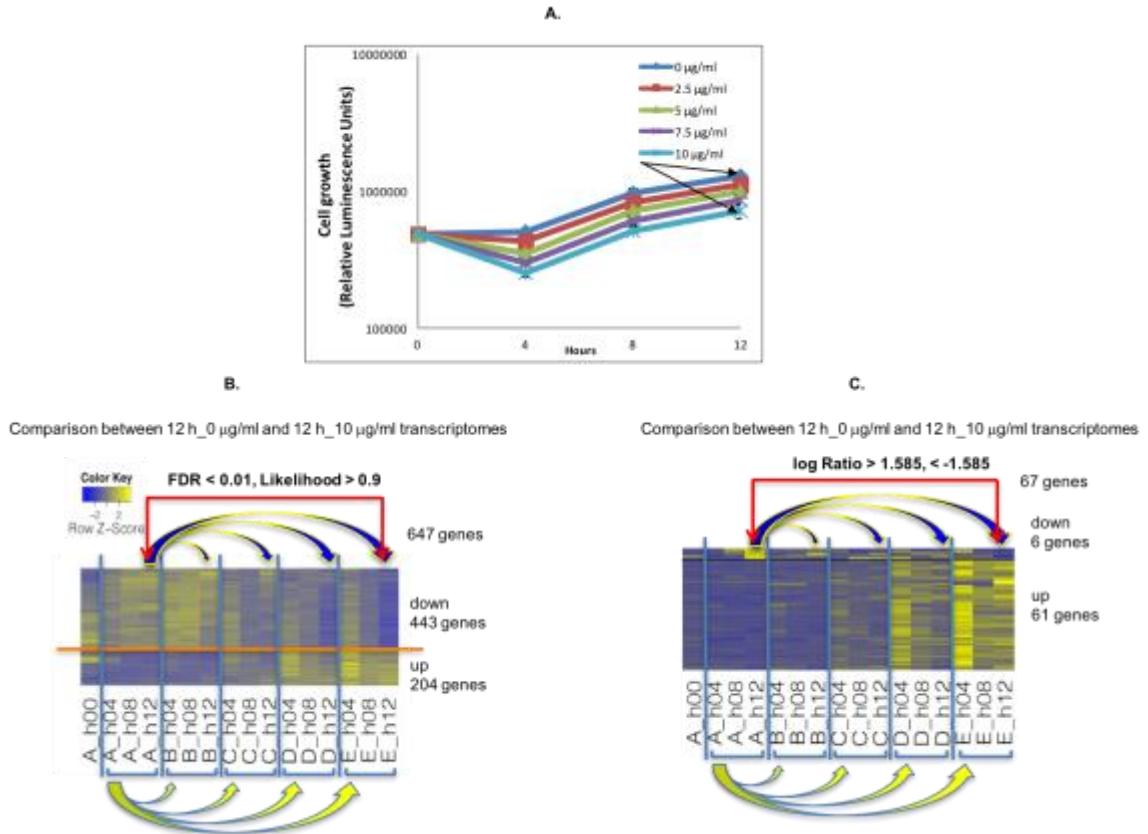 A.
10000000
1000000
100000
Cell growth
(Relative Luminescence Units)
0 µg/ml
2.5 µg/ml
5 µg/ml
7.5 µg/ml
10 µg/ml
0
4
8
12
Hours
B.
Comparison between 12 h_0 µg/ml and 12 h_10 µg/ml transcriptomes
Color Key
-2 2
Row Z-Score
FDR < 0.01, Likelihood > 0.9
647 genes
down
443 genes
up
204 genes
A_h00
A_h04
A_h08
A_h12
B_h04
B_h08
B_h12
C_h04
C_h08
C_h12
D_h04
D_h08
D_h12
E_h04
E_h08
E_h12
C.
Comparison between 12 h_0 µg/ml and 12 h_10 µg/ml transcriptomes
log Ratio > 1.585, < -1.585
67 genes
down
6 genes
up
61 genes
A_h00
A_h04
A_h08
A_h12
B_h04
B_h08
B_h12
C_h04
C_h08
C_h12
D_h04
D_h08
D_h12
E_h04
E_h08
E_h12